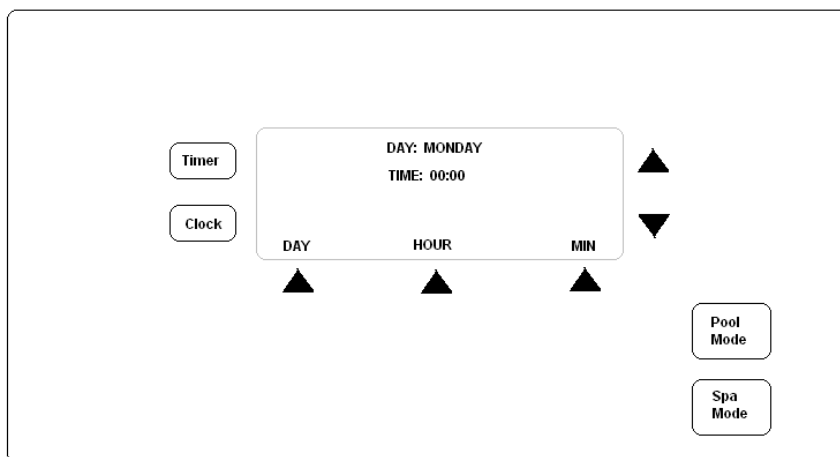 Timer
DAY: MONDAY
TIME: 00:00
Clock
DAY HOUR MIN
Pool
Mode
Spa
Mode